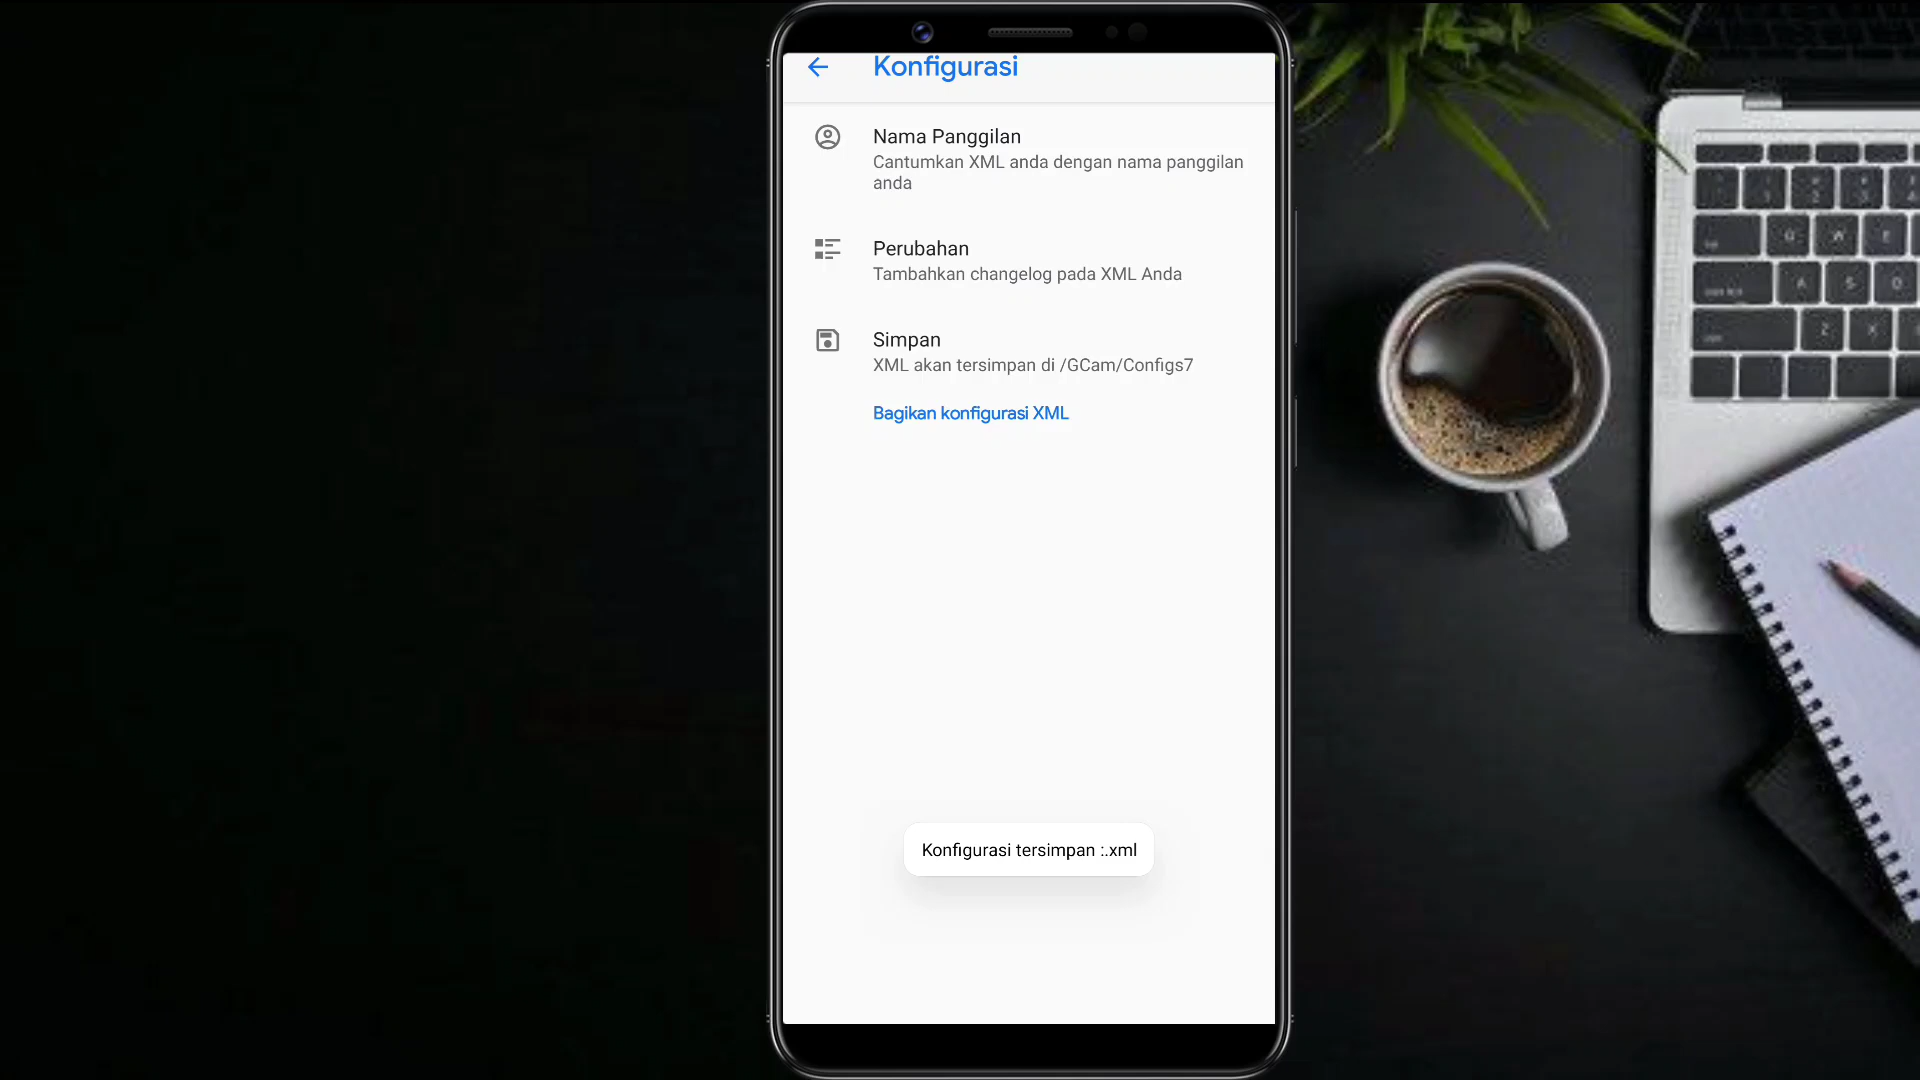 Konfigurasi
Nama Panggilan
Cantumkan XML anda dengan nama panggilan
anda
Perubahan
Tambahkan changelog pada XML Anda
Simpan
XML akan tersimpan di /GCam/Configs7
Bagikan konfigurasi XML
Konfigurasi tersimpan :.xml